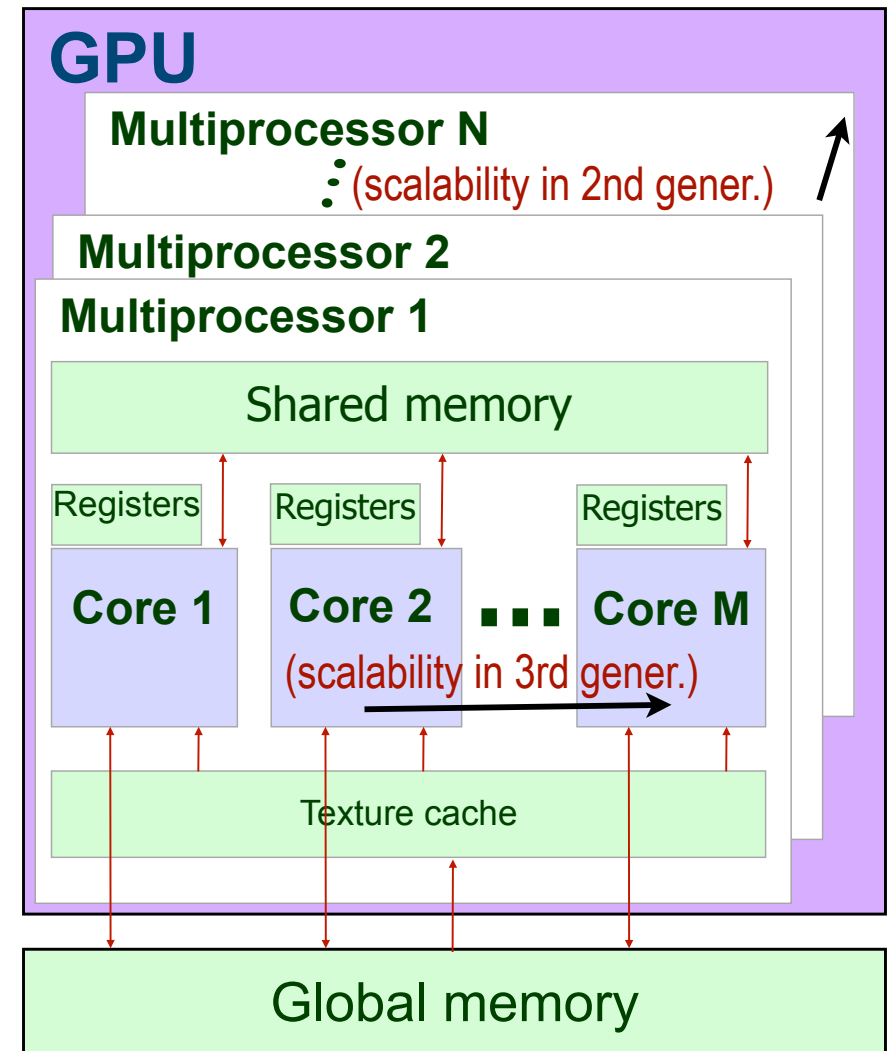 GPU
Multiprocessor N
(scalability in 2nd gener.)
Multiprocessor 2
Multiprocessor 1
Shared memory
Registers Registers Registers
Core 1 Core 2 ... Core M
(scalability in 3rd gener.)
Texture cache
Global memory